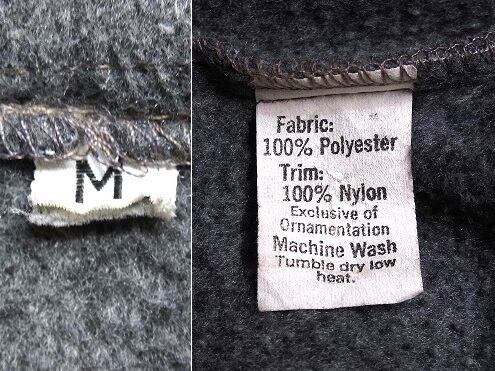 M
Fabric:
100% Polyester
Trim:
100% Nylon
Exclusive of
Ornamentation
Machine Wash
Tumble dry low
heat.